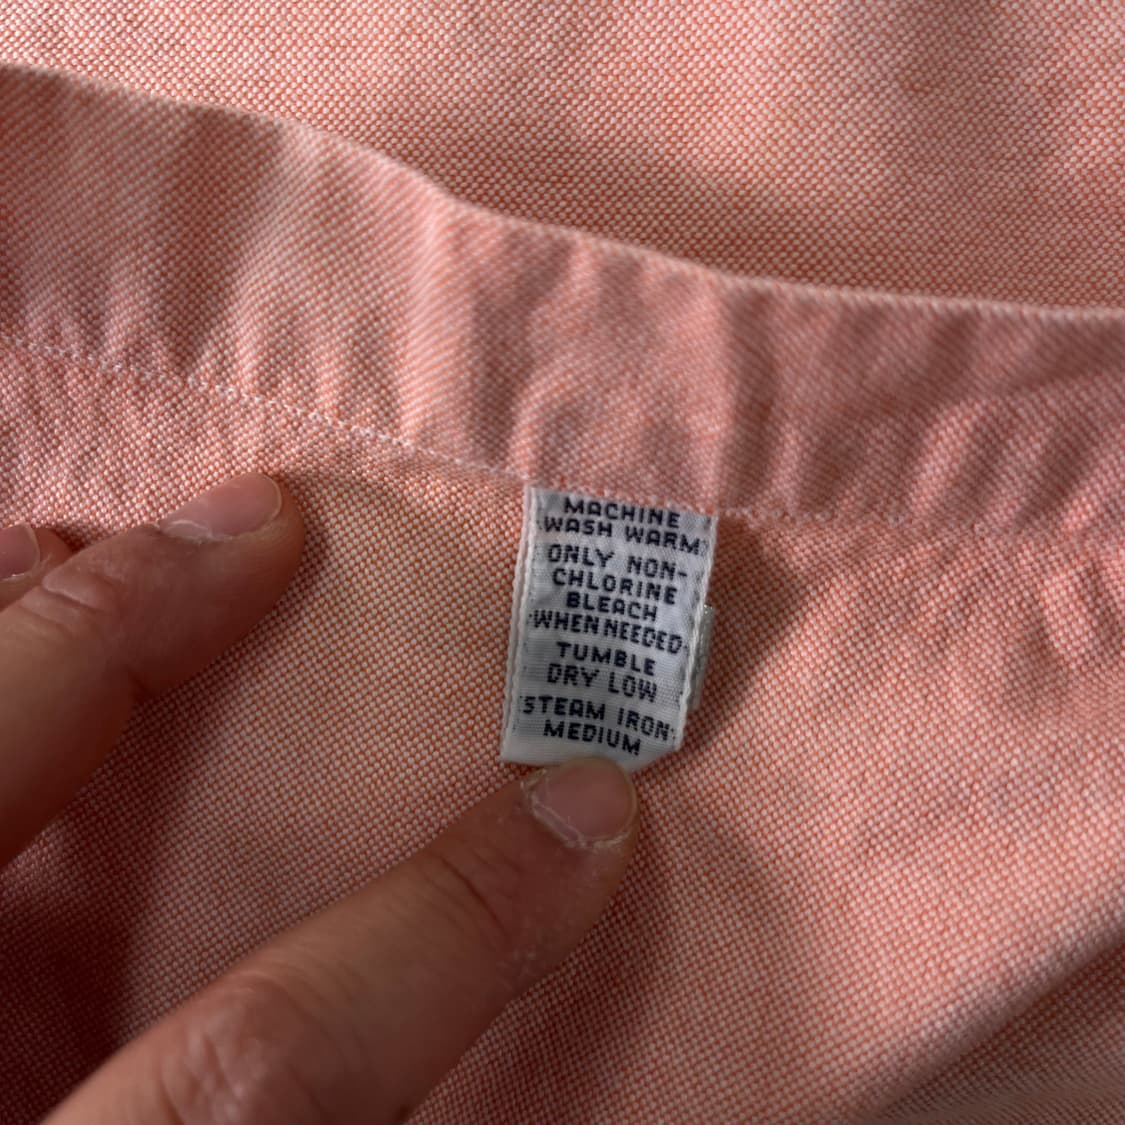 MACHINE
WASH WARM
ONLY NON-
CHLORINE
BLEACH
WHEN NEEDED
TUMBLE
DRY LOW
STEAM IRON
MEDIUM